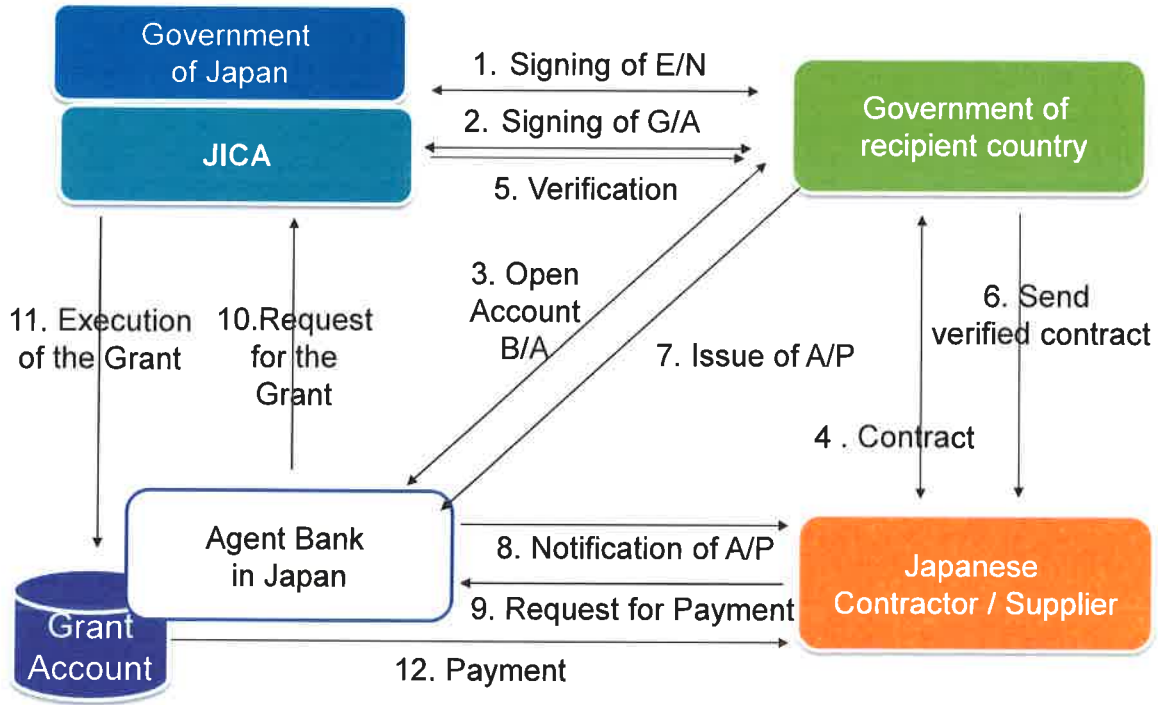 Government
of Japan
JICA
1. Signing of E/N
2. Signing of G/A
5. Verification
Government of
recipient country
3. Open
Account
B/A
7. Issue of A/P
6. Send
verified contract
4 . Contract
11. Execution
of the Grant
10.Request
for the
Grant
Agent Bank
in Japan
8. Notification of A/P
9. Request for Payment
12. Payment
Japanese
Contractor / Supplier
Grant
Account